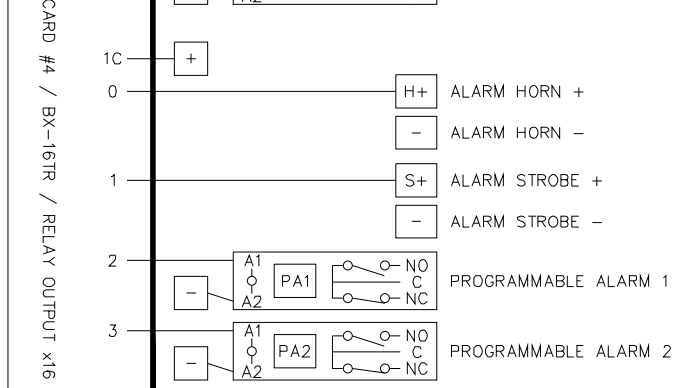 A2
CARD #4 / BX-16TR / RELAY OUTPUT x16
1C +
0 H+ ALARM HORN +
- ALARM HORN -
1 S+ ALARM STROBE +
- ALARM STROBE -
2 A1 PA1 NO PROGRAMMABLE ALARM 1
C
- A2 NC
3 A1 PA2 NO PROGRAMMABLE ALARM 2
C
- A2 NC